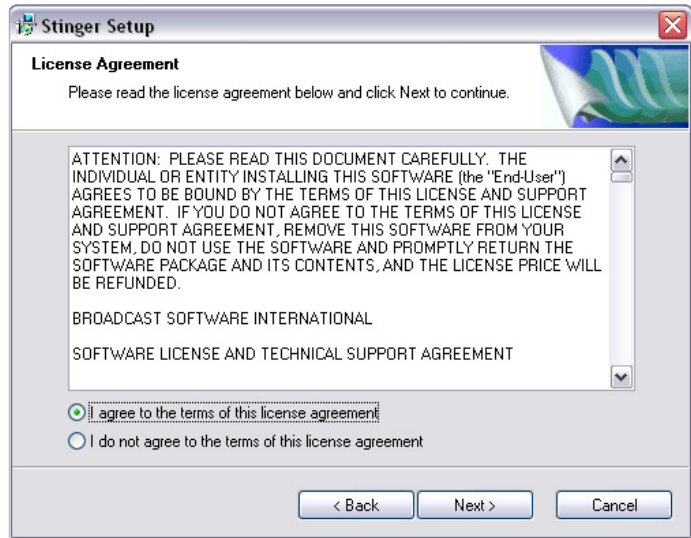 Stinger Setup
License Agreement
Please read the license agreement below and click Next to continue.
ATTENTION:  PLEASE READ THIS DOCUMENT CAREFULLY.  THE
INDIVIDUAL OR ENTITY INSTALLING THIS SOFTWARE (the "End-User")
AGREES TO BE BOUND BY THE TERMS OF THIS LICENSE AND SUPPORT
AGREEMENT.  IF YOU DO NOT AGREE TO THE TERMS OF THIS LICENSE
AND SUPPORT AGREEMENT, REMOVE THIS SOFTWARE FROM YOUR
SYSTEM, DO NOT USE THE SOFTWARE AND PROMPTLY RETURN THE
SOFTWARE PACKAGE AND ITS CONTENTS, AND THE LICENSE PRICE WILL
BE REFUNDED.
BROADCAST SOFTWARE INTERNATIONAL
SOFTWARE LICENSE AND TECHNICAL SUPPORT AGREEMENT
I agree to the terms of this license agreement
I do not agree to the terms of this license agreement
< Back Next > Cancel